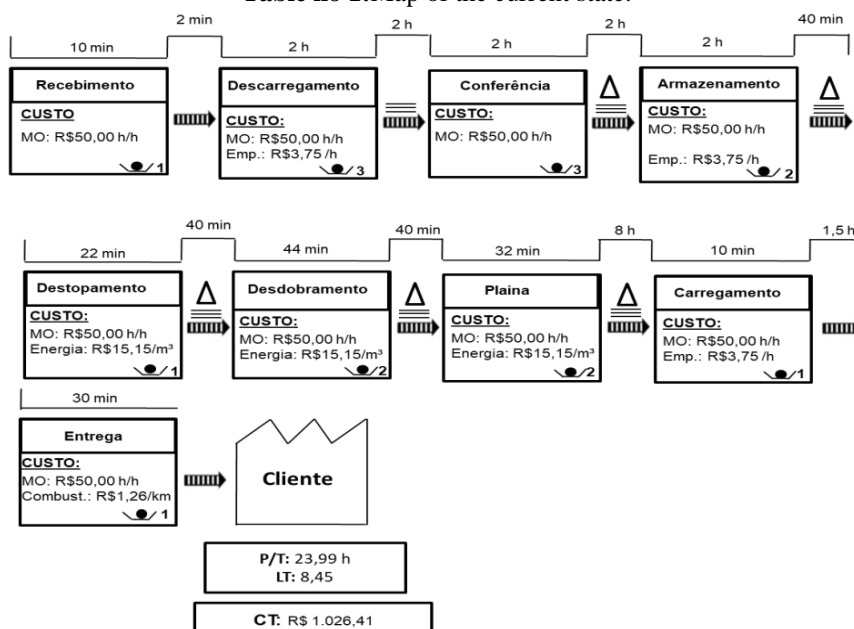 Table no 1:Map of the current state.
2 min 2 h 2 h 40 min
10 min 2 h 2 h 2 h
Recebimento
CUSTO
MO: R$50,00 h/h
1
Descarregamento
CUSTO:
MO: R$50,00 h/h
Emp.: R$3,75 /h
3
Conferência
CUSTO:
MO: R$50,00 h/h
3
Armazenamento
CUSTO:
MO: R$50,00 h/h
Emp.: R$3,75 /h
2
40 min 40 min 8 h 1,5 h
22 min 44 min 32 min 10 min
Destopamento
CUSTO:
MO: R$50,00 h/h
Energia: R$15,15/m³
1
Desdobramento
CUSTO:
MO: R$50,00 h/h
Energia: R$15,15/m³
2
Plaina
CUSTO:
MO: R$50,00 h/h
Energia: R$15,15/m³
2
Carregamento
CUSTO:
MO: R$50,00 h/h
Emp.: R$3,75 /h
1
30 min
Entrega
CUSTO:
MO: R$50,00 h/h
Combust.: R$1,26/km
1
Cliente
P/T: 23,99 h
LT: 8,45
CT: R$ 1.026,41